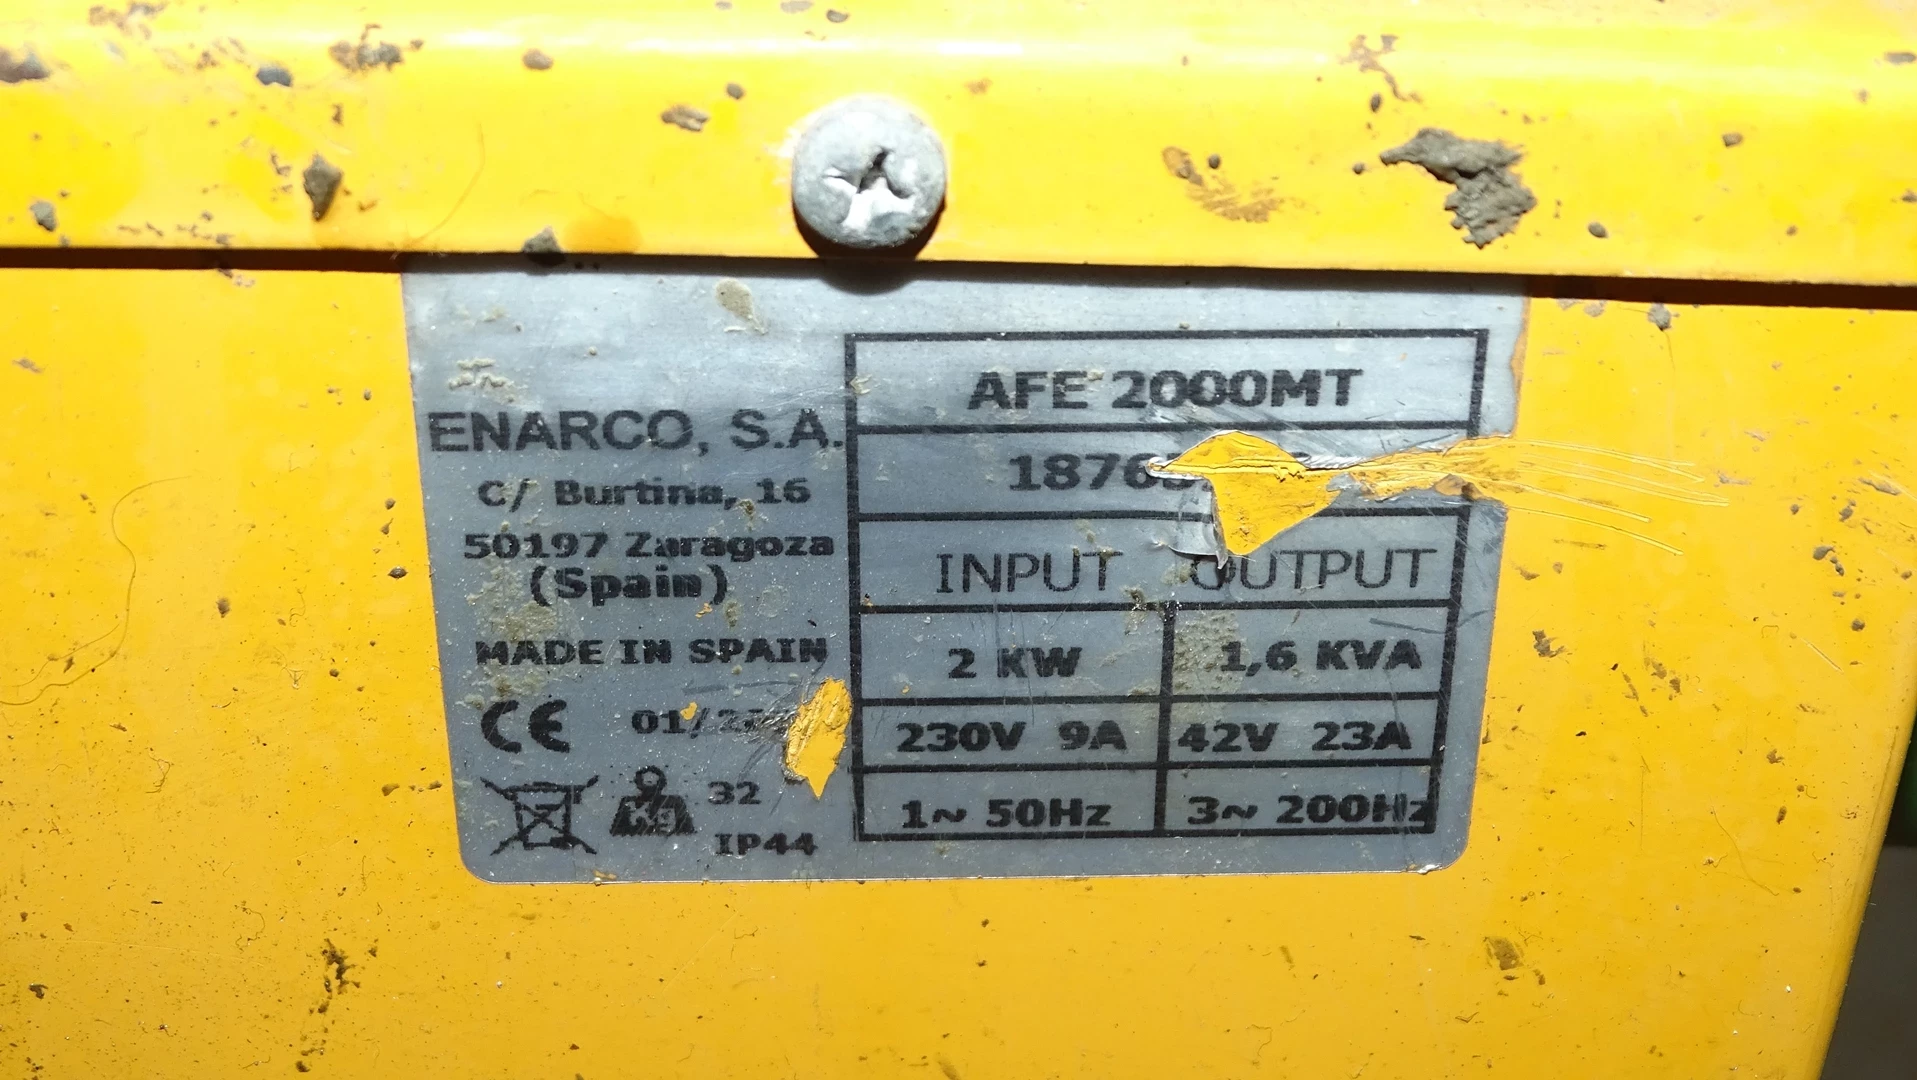 ENARCO, S.A.
C/ Burtina, 16
50197 Zaragoza
(Spain)
MADE IN SPAIN
CE
KG 32
IP44
AFE 2000MT
INPUT OUTPUT
2 KW 1,6 KVA
230V 9A 42V 23A
1~ 50Hz 3~ 200Hz